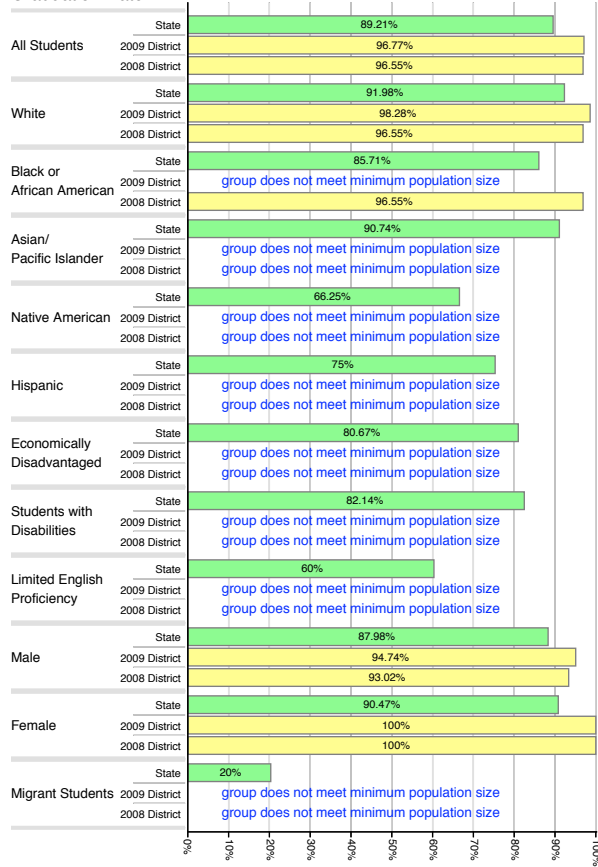 State 89.21%
All Students 2009 District 96.77%
2008 District 96.55%
State 91.98%
White 2009 District 98.28%
2008 District 96.55%
State 85.71%
Black or
African American 2009 District group does not meet minimum population size
2008 District 96.55%
State 90.74%
Asian/
Pacific Islander 2009 District group does not meet minimum population size
2008 District group does not meet minimum population size
State 66.25%
Native American 2009 District group does not meet minimum population size
2008 District group does not meet minimum population size
State 75%
Hispanic 2009 District group does not meet minimum population size
2008 District group does not meet minimum population size
State 80.67%
Economically
Disadvantaged 2009 District group does not meet minimum population size
2008 District group does not meet minimum population size
State 82.14%
Students with
Disabilities 2009 District group does not meet minimum population size
2008 District group does not meet minimum population size
State 60%
Limited English
Proficiency 2009 District group does not meet minimum population size
2008 District group does not meet minimum population size
State 87.98%
Male 2009 District 94.74%
2008 District 93.02%
State 90.47%
Female 2009 District 100%
2008 District 100%
State 20%
Migrant Students 2009 District group does not meet minimum population size
2008 District group does not meet minimum population size
0% 10% 20% 30% 40% 50% 60% 70% 80% 90%